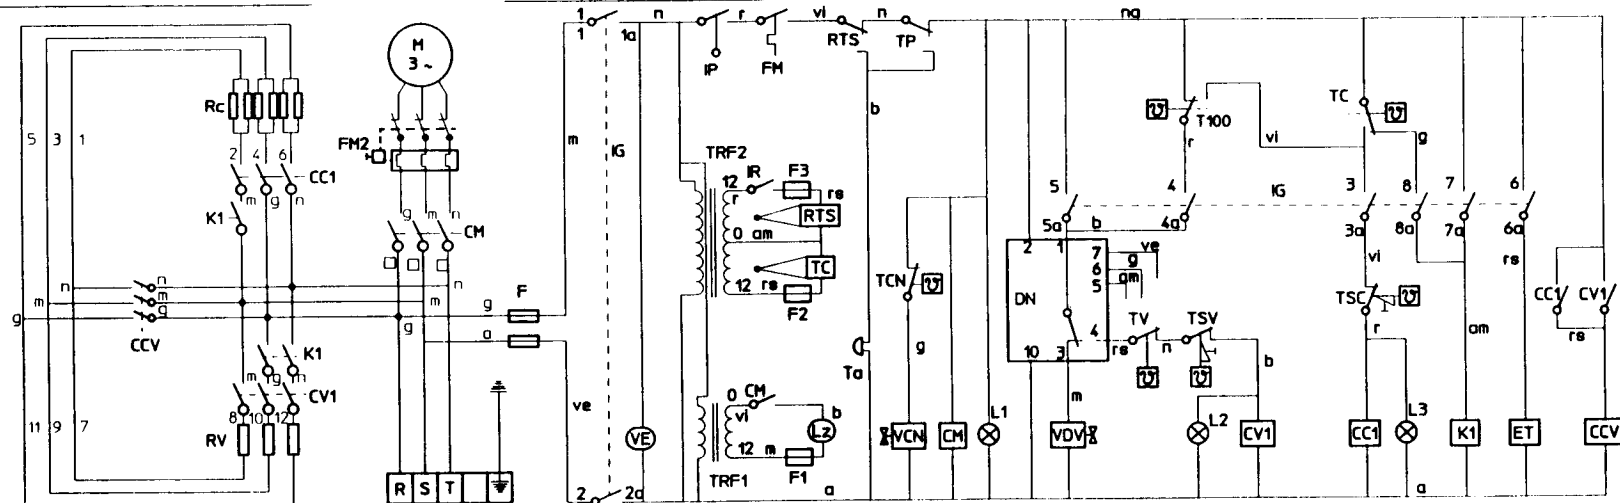 1 n r vi n na
1 1a RTS TP
M
3 ~
IP FM
Rc
5 3 1
TC
T100
b
r
vi
g
FM2
m
IG
TRF2
2 4 6
CC1
12 IR F3
r
rs
RTS
5 4 IG 3 8 7 6
m g n
K1
g m n
CM
0 am
TC
5a b 4a 3a 8a 7a 6a
12 rs
F2
2 1 7 ve
g
6
am
5
DN
vi
rs
n n n
m m m
g g g
CCV
g F
g a
TCN
TSC
CC1 CV1
4
TV TSV
10 3 rs n
r
am
rs
K1
m g n
CV1
8 10 12
RV
Ta
g
b
ve
0 CM
vi
b
Lz
12 m
F1
TRF1
m
11 9 7
VE
VCN CM L1
VDV L2 CV1
CC1 L3 K1 ET CCV
R S T
2 2a a a